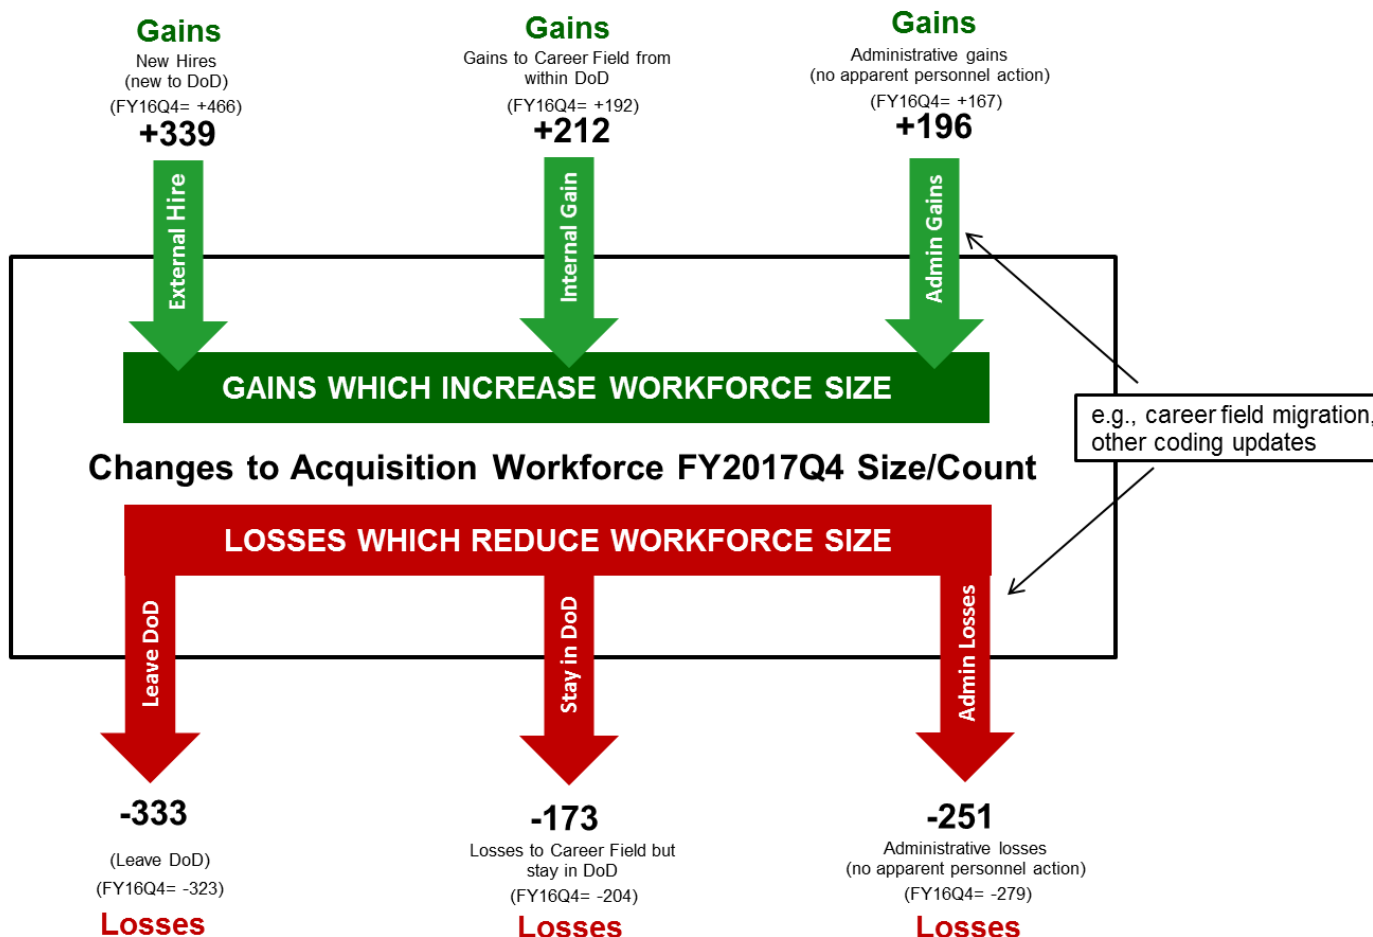 Gains
New Hires
(new to DoD)
(FY16Q4= +466)
+339
Gains
Gains to Career Field from
within DoD
(FY16Q4= +192)
+212
Gains
Administrative gains
(no apparent personnel action)
(FY16Q4= +167)
+196
External Hire
Internal Gain
Admin Gains
GAINS WHICH INCREASE WORKFORCE SIZE
e.g., career field migration,
other coding updates
Changes to Acquisition Workforce FY2017Q4 Size/Count
LOSSES WHICH REDUCE WORKFORCE SIZE
Leave DoD
Stay in DoD
Admin Losses
-333
(Leave DoD)
(FY16Q4= -323)
Losses
-173
Losses to Career Field but
stay in DoD
(FY16Q4= -204)
Losses
-251
Administrative losses
(no apparent personnel action)
(FY16Q4= -279)
Losses